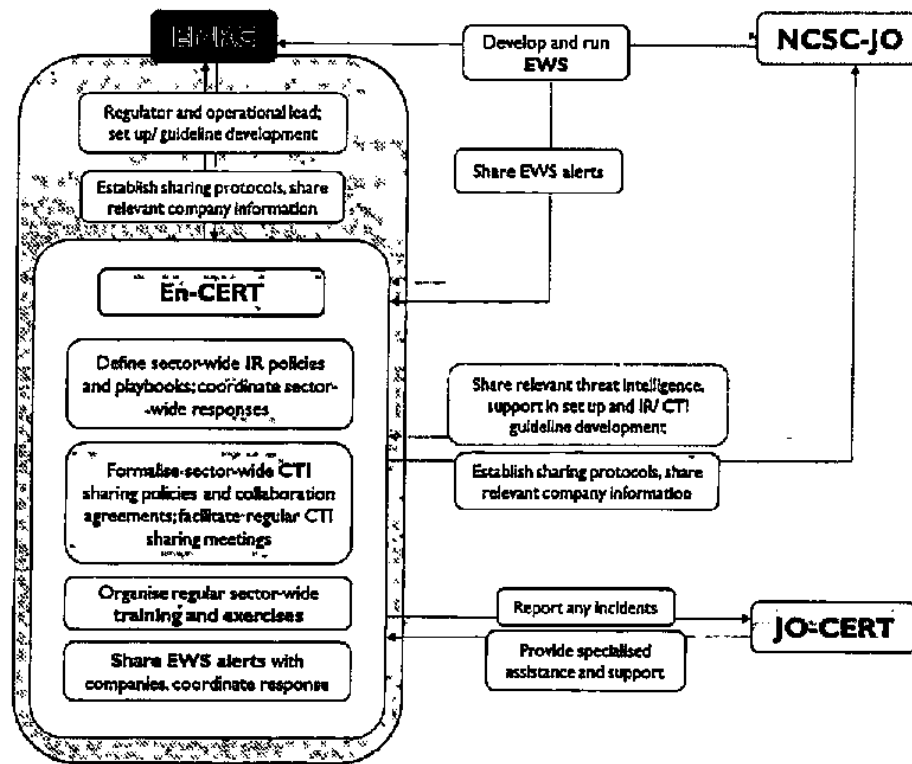 EMRC
Develop and run
EWS
NCSC-JO
Regulator and operational lead;
set up/ guideline development
Share EWS alerts
Establish sharing protocols, share
relevant company information
En-CERT
Define sector-wide IR policies
and playbooks; coordinate sector-
-wide responses
Share relevant threat intelligence,
support in set up and IR/ CTI
guideline development
Formalise-sector-wide CTI
sharing policies and collaboration
agreements; facilitate regular CTI
sharing meetings
Establish sharing protocols, share
relevant company information
Organise regular sector-wide
training and exercises
Report any incidents
JO-CERT
Provide specialised
assistance and support
Share EWS alerts with
companies, coordinate response